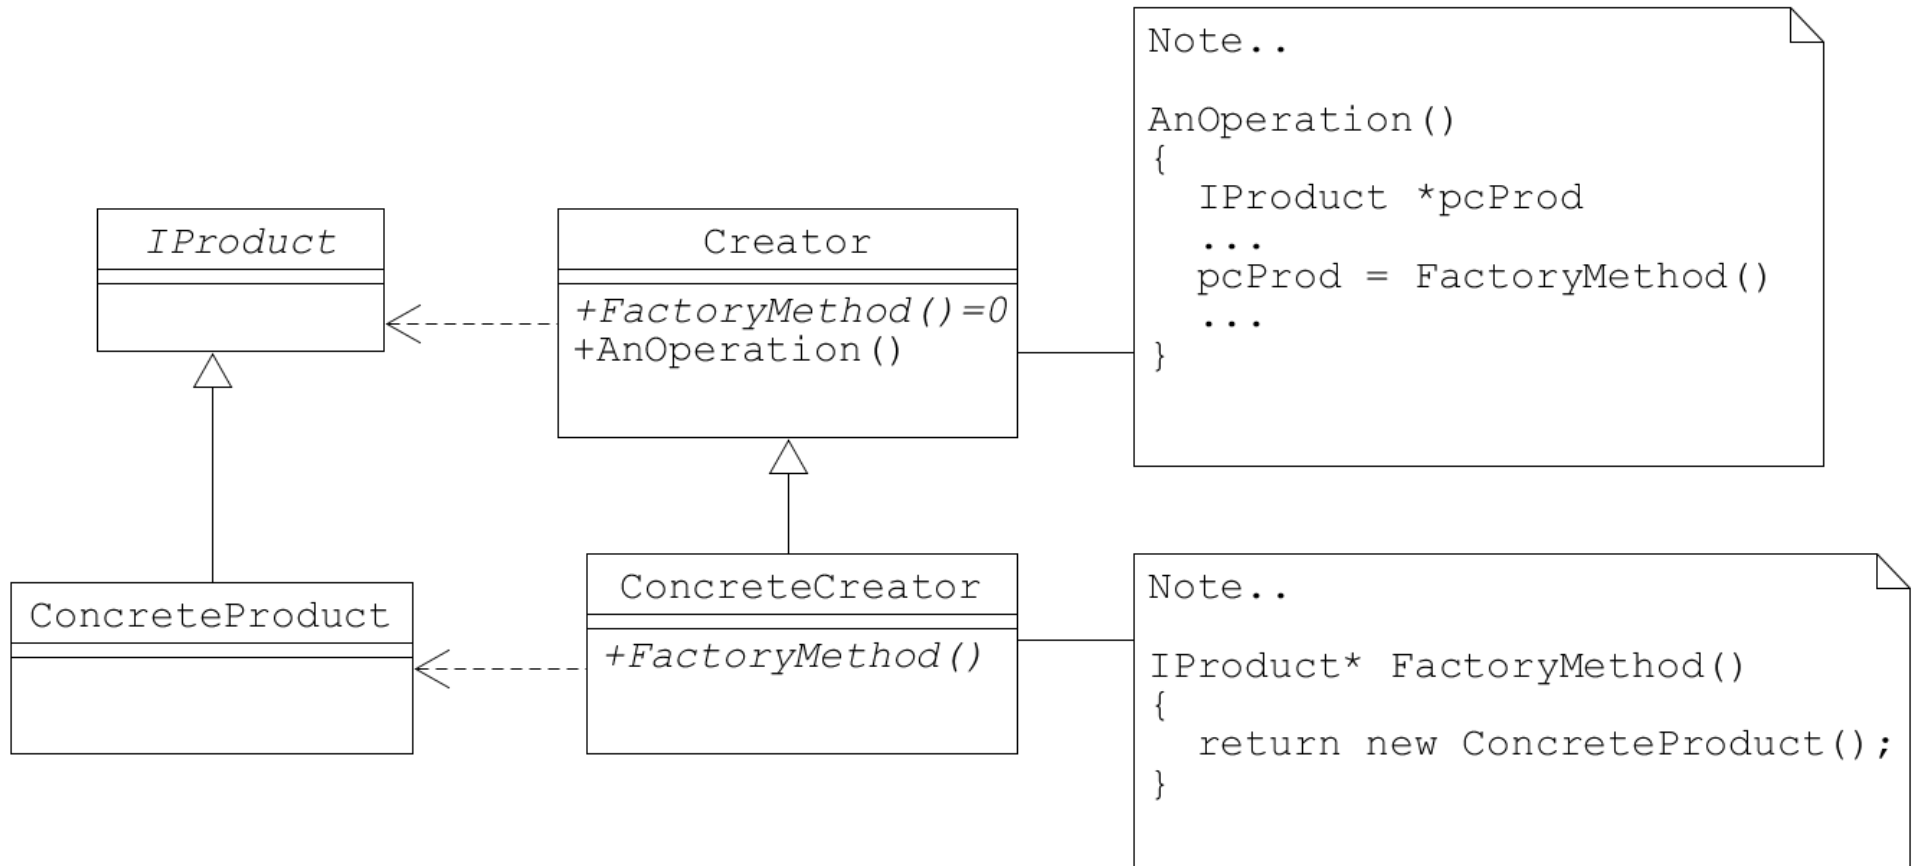 IProduct
Creator
+FactoryMethod()=0
+AnOperation()
Note..
AnOperation()
{
IProduct *pcProd
...
pcProd = FactoryMethod()
...
}
ConcreteProduct
ConcreteCreator
+FactoryMethod()
Note..
IProduct* FactoryMethod()
{
return new ConcreteProduct();
}